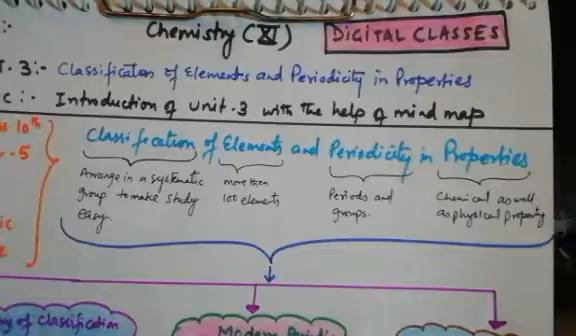 Chemistry (XI) DIGITAL CLASSES
T. 3:- Classification of Elements and Periodicity in Properties
C :- Introduction of unit.3 with the help of mind map
Classification of Elements and Periodicity in Properties
Arrange in a systematic group to make study easy.
more than 100 elements
Periods and groups.
Chemical as well as physical property
y of Classification
Modern